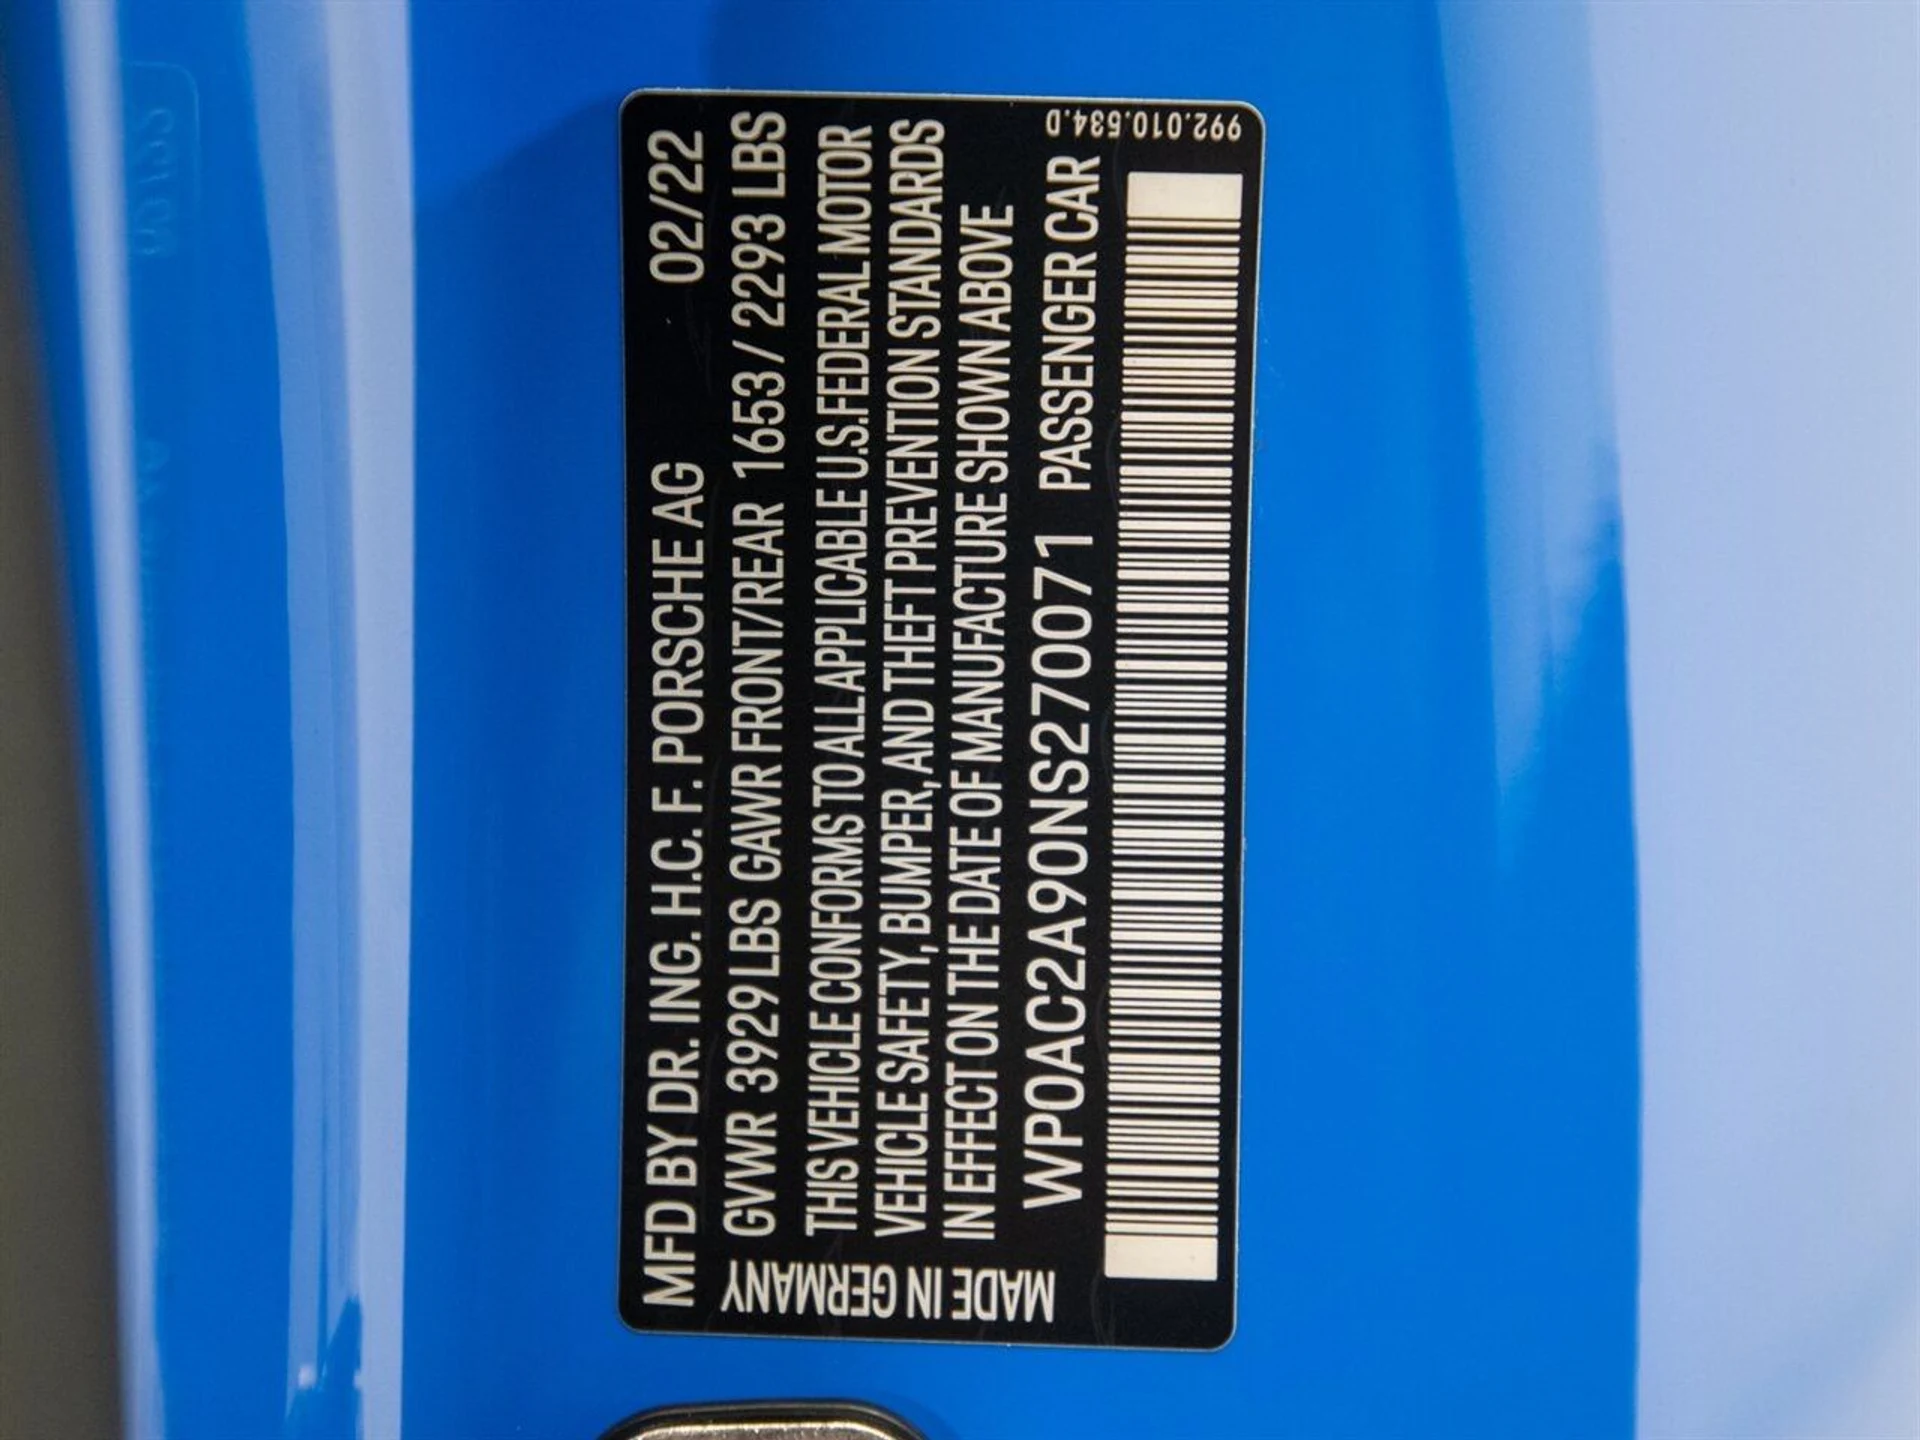 MFD BY DR. ING. H.C. F. PORSCHE AG 02/22
GVWR 3929 LBS GAWR FRONT/REAR 1653 / 2293 LBS
THIS VEHICLE CONFORMS TO ALL APPLICABLE U.S. FEDERAL MOTOR
VEHICLE SAFETY, BUMPER, AND THEFT PREVENTION STANDARDS
IN EFFECT ON THE DATE OF MANUFACTURE SHOWN ABOVE
WP0AC2A90NS270071 PASSENGER CAR
MADE IN GERMANY
992.010.534.D